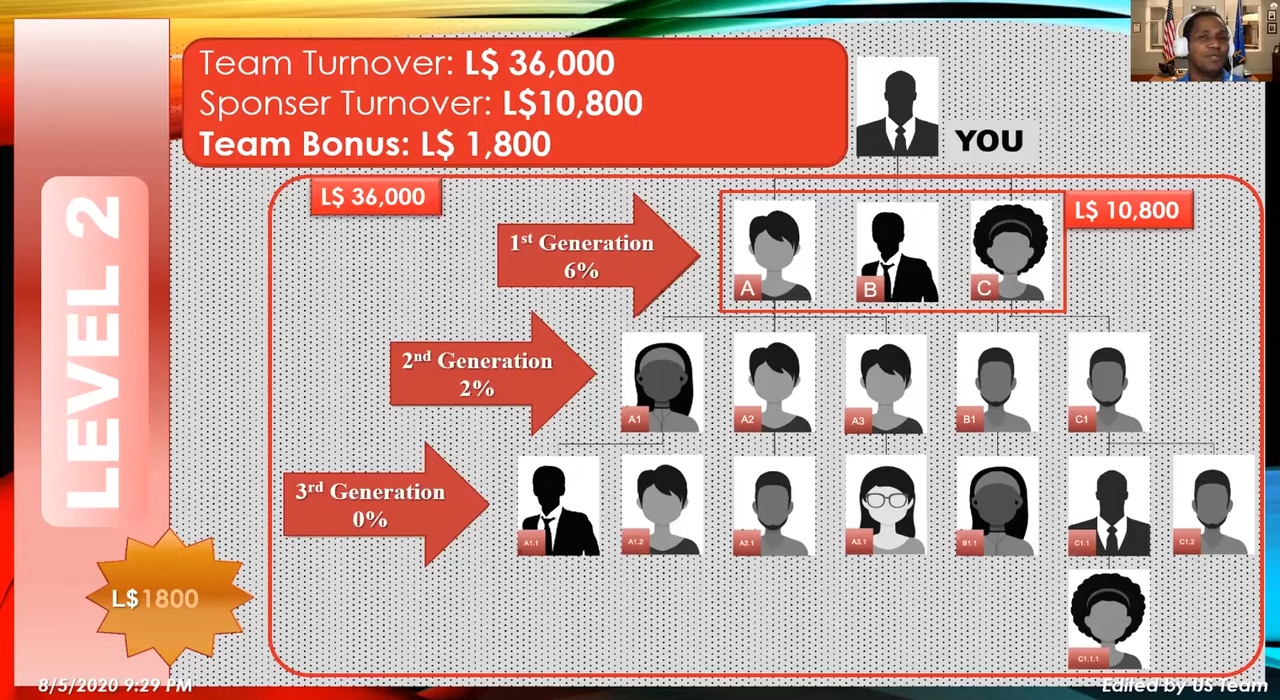 Team Turnover: L$ 36,000
Sponser Turnover: L$10,800
Team Bonus: L$ 1,800
YOU
L$ 36,000
L$ 10,800
1st Generation
6%
A
B
C
LEVEL 2
2nd Generation
2%
A1
A2
A3
B1
C1
3rd Generation
0%
A1.1
A1.2
A2.1
A3.1
B1.1
C1.1
C1.2
L$1800
C1.1.1
8/5/2020 9:29 PM
Edited by US Team